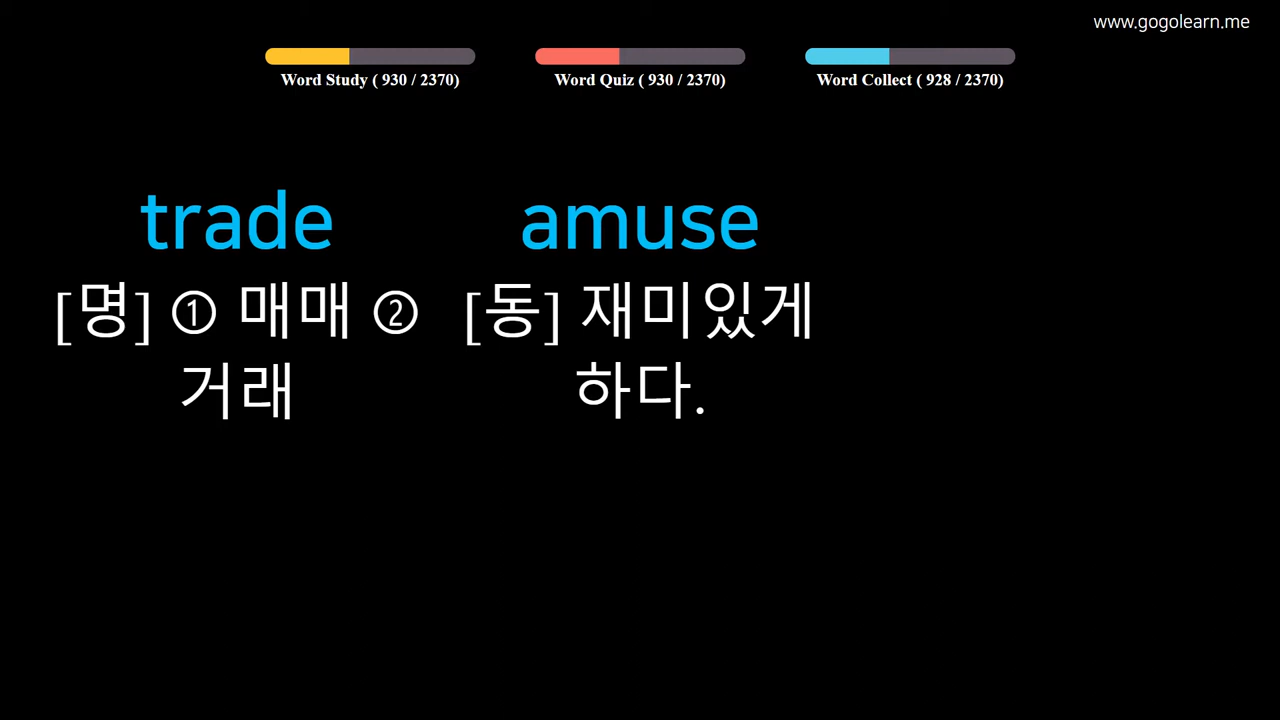 www.gogolearn.me
Word Study ( 930 / 2370)
Word Quiz ( 930 / 2370)
Word Collect ( 928 / 2370)
trade
[명] ① 매매 ②
거래
amuse
[동] 재미있게
하다.